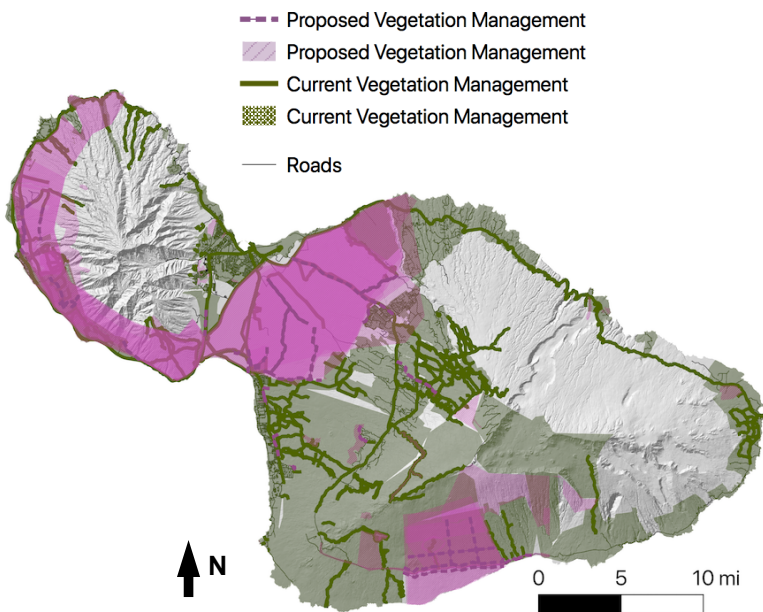 Proposed Vegetation Management
Proposed Vegetation Management
Current Vegetation Management
Current Vegetation Management
Roads
N
0 5 10 mi